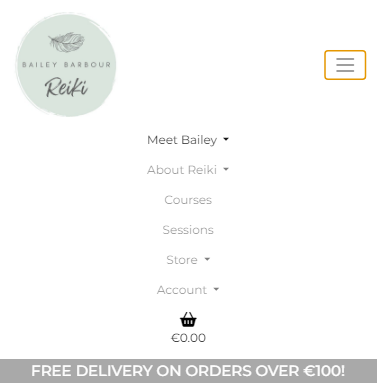 BAILEY BARBOUR
Reiki
Meet Bailey
About Reiki
Courses
Sessions
Store
Account
€0.00
FREE DELIVERY ON ORDERS OVER €100!